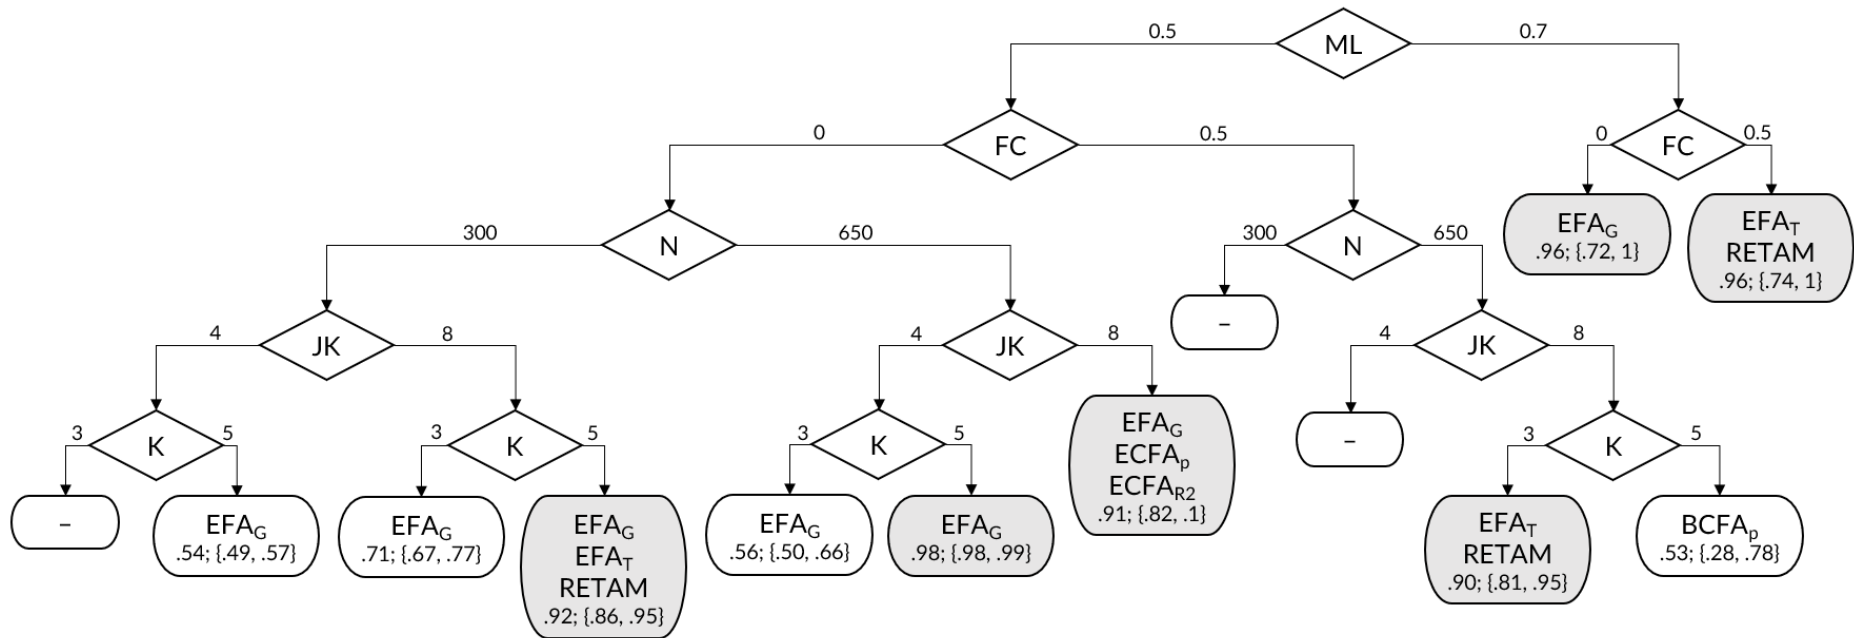 0.5
ML
0.7
0
FC
0.5
0
FC
0.5
300
N
650
300
N
650
EFAG
.96; {.72, 1}
EFAT
RETAM
.96; {.74, 1}
4
JK
8
4
JK
8
–
4
JK
8
3
K
5
3
K
5
3
K
5
EFAG
ECFAp
ECFAR2
.91; {.82, .1}
–
3
K
5
–
EFAG
.54; {.49, .57}
EFAG
.71; {.67, .77}
EFAG
EFAT
RETAM
.92; {.86, .95}
EFAG
.56; {.50, .66}
EFAG
.98; {.98, .99}
EFAT
RETAM
.90; {.81, .95}
BCFAp
.53; {.28, .78}